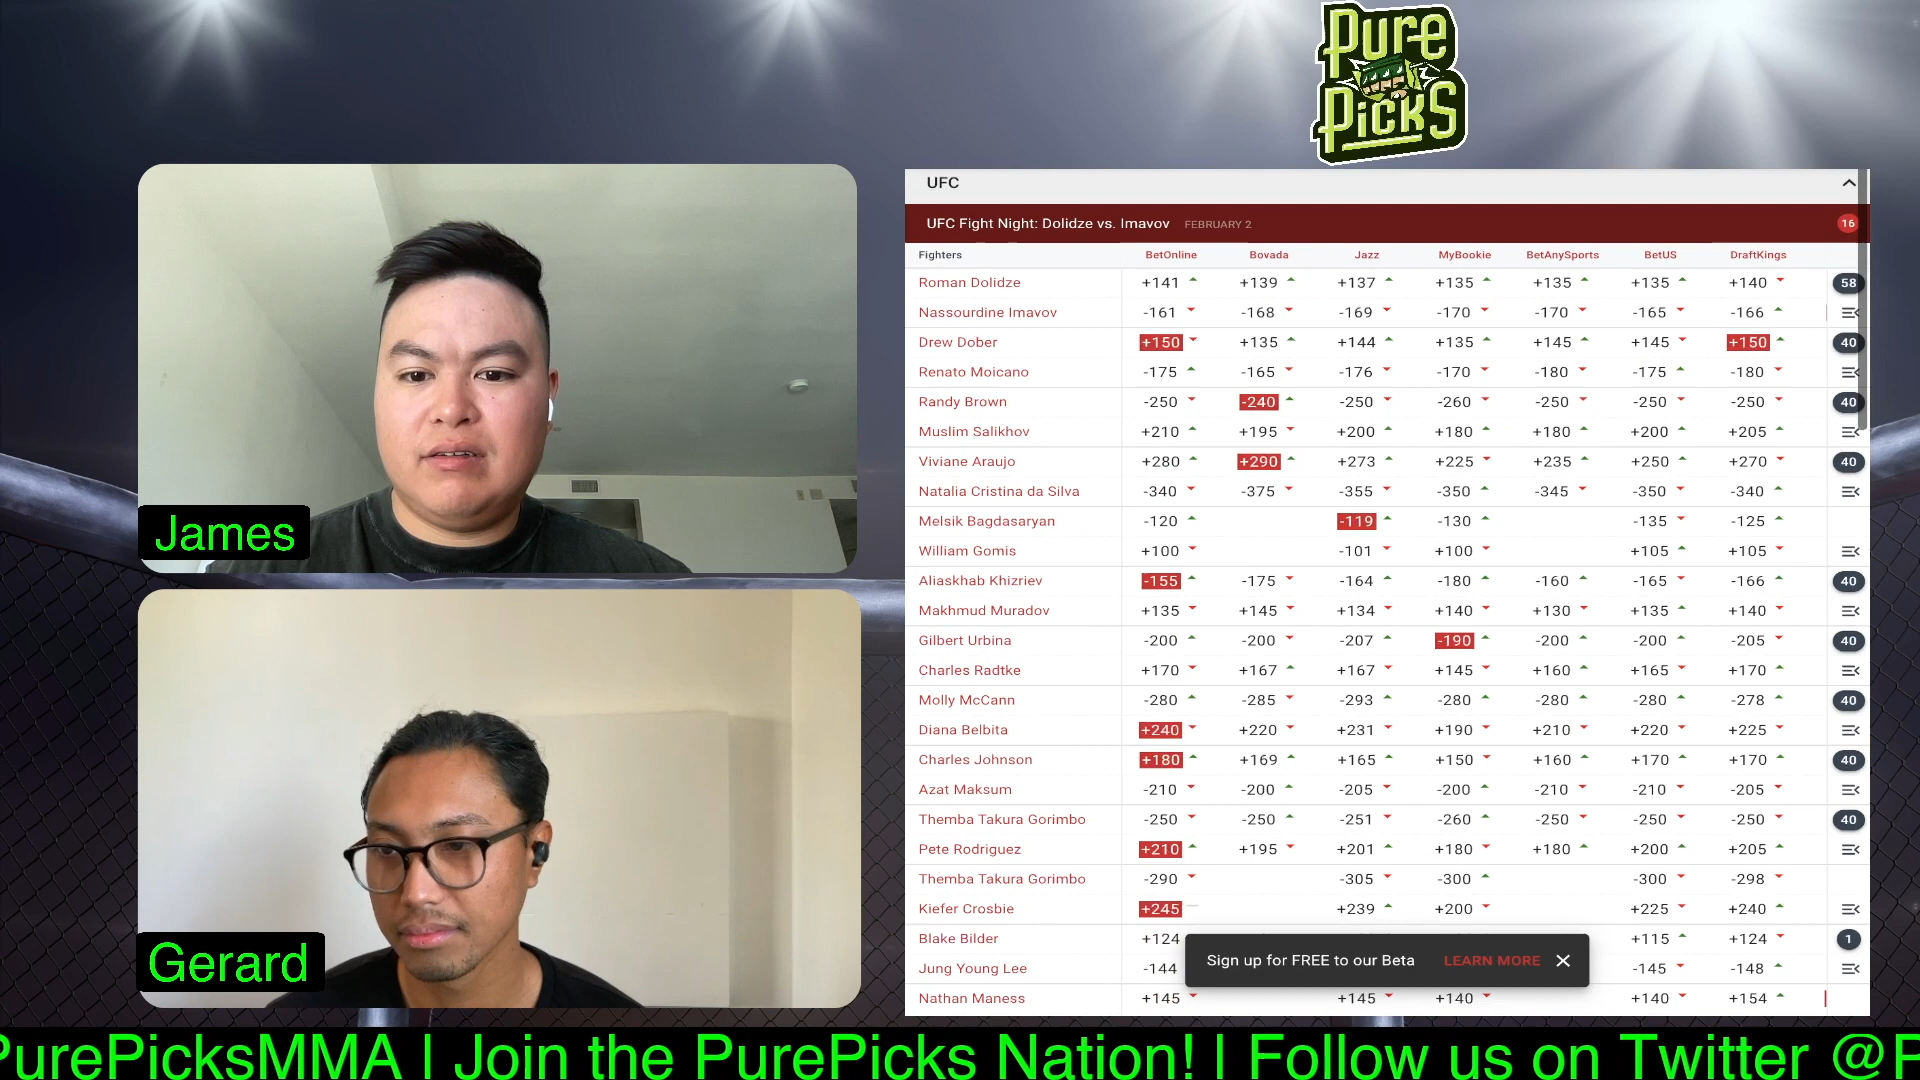 Pure
Picks
James
Gerard
UFC
UFC Fight Night: Dolidze vs. Imavov FEBRUARY 2 16
Fighters BetOnline Bovada Jazz MyBookie BetAnySports BetUS DraftKings
Roman Dolidze +141 +139 +137 +135 +135 +135 +140 58
Nassourdine Imavov -161 -168 -169 -170 -170 -165 -166
Drew Dober +150 +135 +144 +135 +145 +145 +150 40
Renato Moicano -175 -165 -176 -170 -180 -175 -180
Randy Brown -250 -240 -250 -260 -250 -250 -250 40
Muslim Salikhov +210 +195 +200 +180 +180 +200 +205
Viviane Araujo +280 +290 +273 +225 +235 +250 +270 40
Natalia Cristina da Silva -340 -375 -355 -350 -345 -350 -340
Melsik Bagdasaryan -120 -119 -130 -135 -125
William Gomis +100 -101 +100 +105 +105
Aliaskhab Khizriev -155 -175 -164 -180 -160 -165 -166 40
Makhmud Muradov +135 +145 +134 +140 +130 +135 +140
Gilbert Urbina -200 -200 -207 -190 -200 -200 -205 40
Charles Radtke +170 +167 +167 +145 +160 +165 +170
Molly McCann -280 -285 -293 -280 -280 -280 -278 40
Diana Belbita +240 +220 +231 +190 +210 +220 +225
Charles Johnson +180 +169 +165 +150 +160 +170 +170 40
Azat Maksum -210 -200 -205 -200 -210 -210 -205
Themba Takura Gorimbo -250 -250 -251 -260 -250 -250 -250 40
Pete Rodriguez +210 +195 +201 +180 +180 +200 +205
Themba Takura Gorimbo -290 -305 -300 -300 -298
Kiefer Crosbie +245 +239 +200 +225 +240
Blake Bilder +124 +115 +124 1
Jung Young Lee -144 -145 -148
Nathan Maness +145 +145 +140 +140 +154
Sign up for FREE to our Beta LEARN MORE
PurePicksMMA | Join the PurePicks Nation! | Follow us on Twitter @P